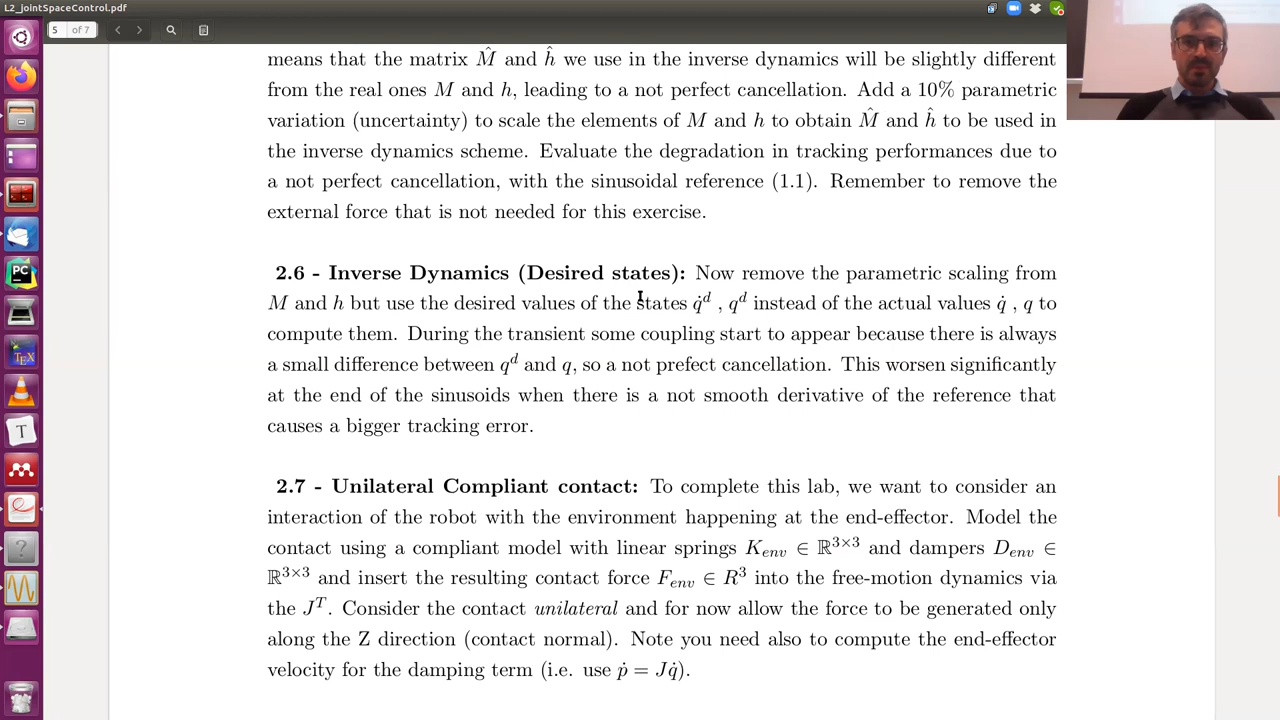 L2_jointSpaceControl.pdf
5 of 7
means that the matrix M̂ and ĥ we use in the inverse dynamics will be slightly different
from the real ones M and h, leading to a not perfect cancellation. Add a 10% parametric
variation (uncertainty) to scale the elements of M and h to obtain M̂ and ĥ to be used in
the inverse dynamics scheme. Evaluate the degradation in tracking performances due to
a not perfect cancellation, with the sinusoidal reference (1.1). Remember to remove the
external force that is not needed for this exercise.
2.6 - Inverse Dynamics (Desired states): Now remove the parametric scaling from
M and h but use the desired values of the states q̇ᵈ , qᵈ instead of the actual values q̇ , q to
compute them. During the transient some coupling start to appear because there is always
a small difference between qᵈ and q, so a not prefect cancellation. This worsen significantly
at the end of the sinusoids when there is a not smooth derivative of the reference that
causes a bigger tracking error.
2.7 - Unilateral Compliant contact: To complete this lab, we want to consider an
interaction of the robot with the environment happening at the end-effector. Model the
contact using a compliant model with linear springs K_env ∈ ℝ³ˣ³ and dampers D_env ∈
ℝ³ˣ³ and insert the resulting contact force F_env ∈ R³ into the free-motion dynamics via
the Jᵀ. Consider the contact unilateral and for now allow the force to be generated only
along the Z direction (contact normal). Note you need also to compute the end-effector
velocity for the damping term (i.e. use ṗ = Jq̇).
PC
TEX
T
?